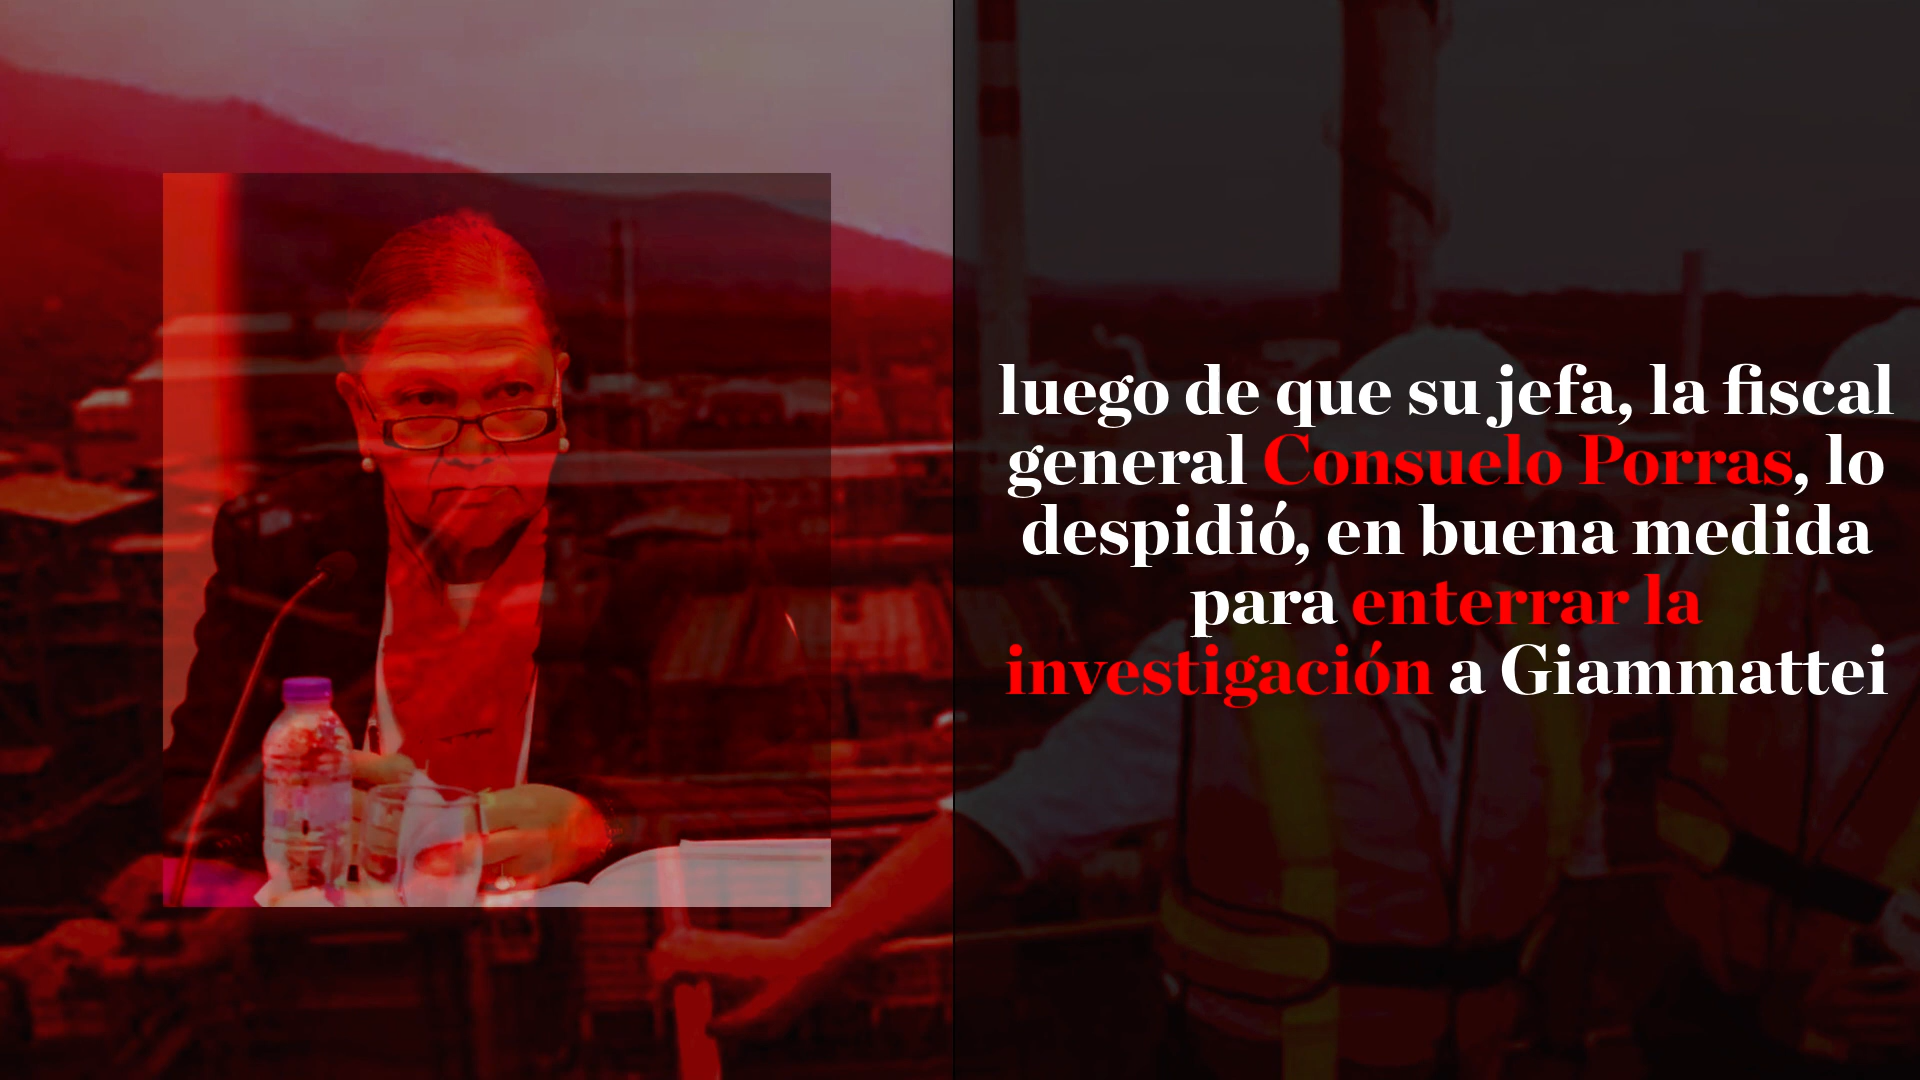 luego de que su jefa, la fiscal
general Consuelo Porras, lo
despidió, en buena medida
para enterrar la
investigación a Giammattei